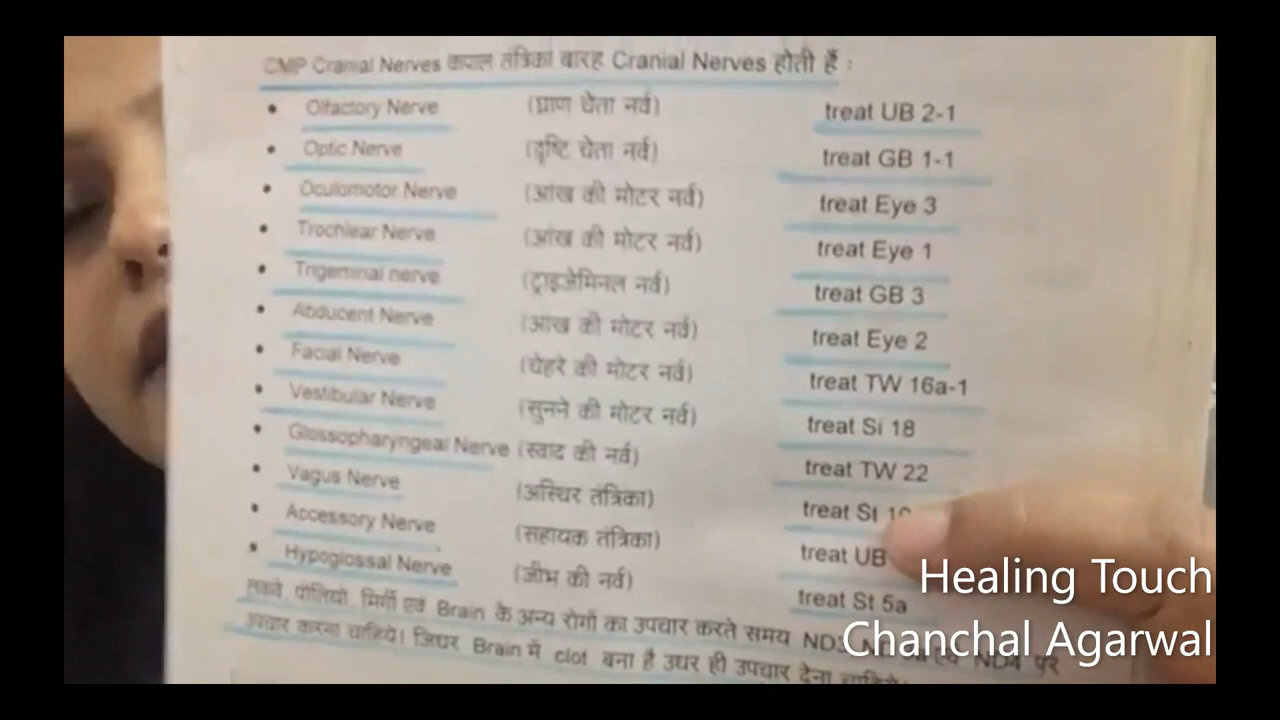 CMP Cranial Nerves कपाल तंत्रिका बारह Cranial Nerves होती हैं :
• Olfactory Nerve (घ्राण चेता नर्व) treat UB 2-1
• Optic Nerve (दृष्टि चेता नर्व) treat GB 1-1
• Oculomotor Nerve (आंख की मोटर नर्व) treat Eye 3
• Trochlear Nerve (आंख की मोटर नर्व) treat Eye 1
• Trigeminal nerve (ट्राइजेमिनल नर्व) treat GB 3
• Abducent Nerve (आंख की मोटर नर्व) treat Eye 2
• Facial Nerve (चेहरे की मोटर नर्व) treat TW 16a-1
• Vestibular Nerve (सुनने की मोटर नर्व) treat Si 18
• Glossopharyngeal Nerve (स्वाद की नर्व) treat TW 22
• Vagus Nerve (अस्थिर तंत्रिका) treat St
• Accessory Nerve (सहायक तंत्रिका) treat UB
• Hypoglossal Nerve (जीभ की नर्व) treat St 5a
लकवे पोलियो मिर्गी एवं Brain के अन्य रोगों का उपचार करते समय ND4 पर
उपचार करना चाहिये। जिधर Brain में clot बना है उधर ही उपचार देना
Healing Touch
Chanchal Agarwal